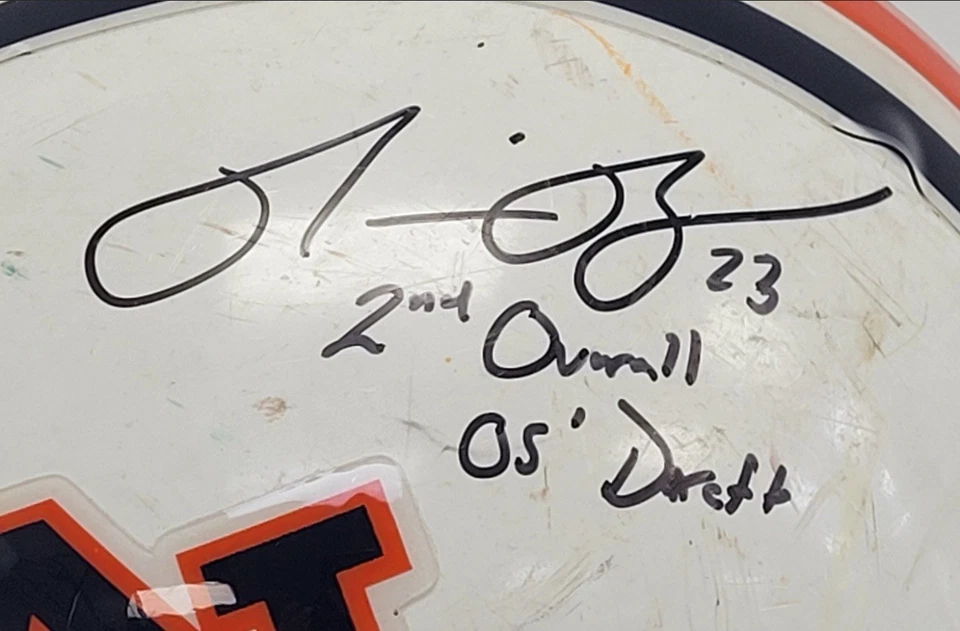 23
2nd Overall
05' Draft